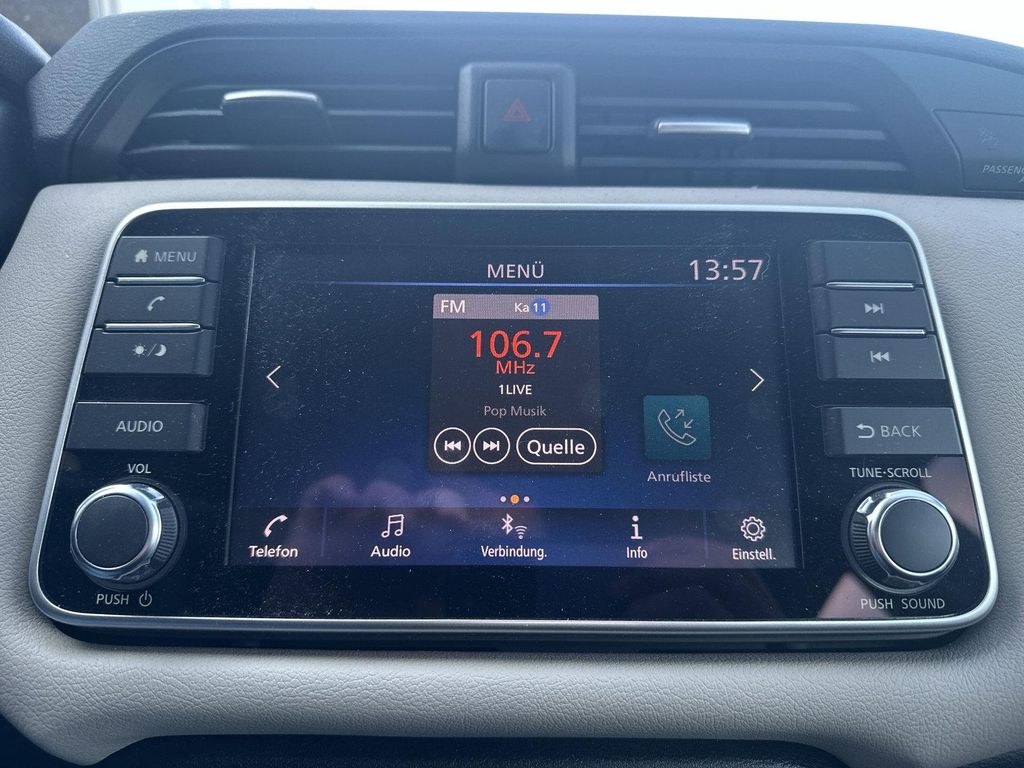 PASSENG
MENU
MENÜ
13:57
FM
Ka 11
106.7
MHz
1LIVE
Pop Musik
Quelle
Anrufliste
AUDIO
BACK
VOL
TUNE·SCROLL
Telefon
Audio
Verbindung.
Info
Einstell.
PUSH
PUSH SOUND